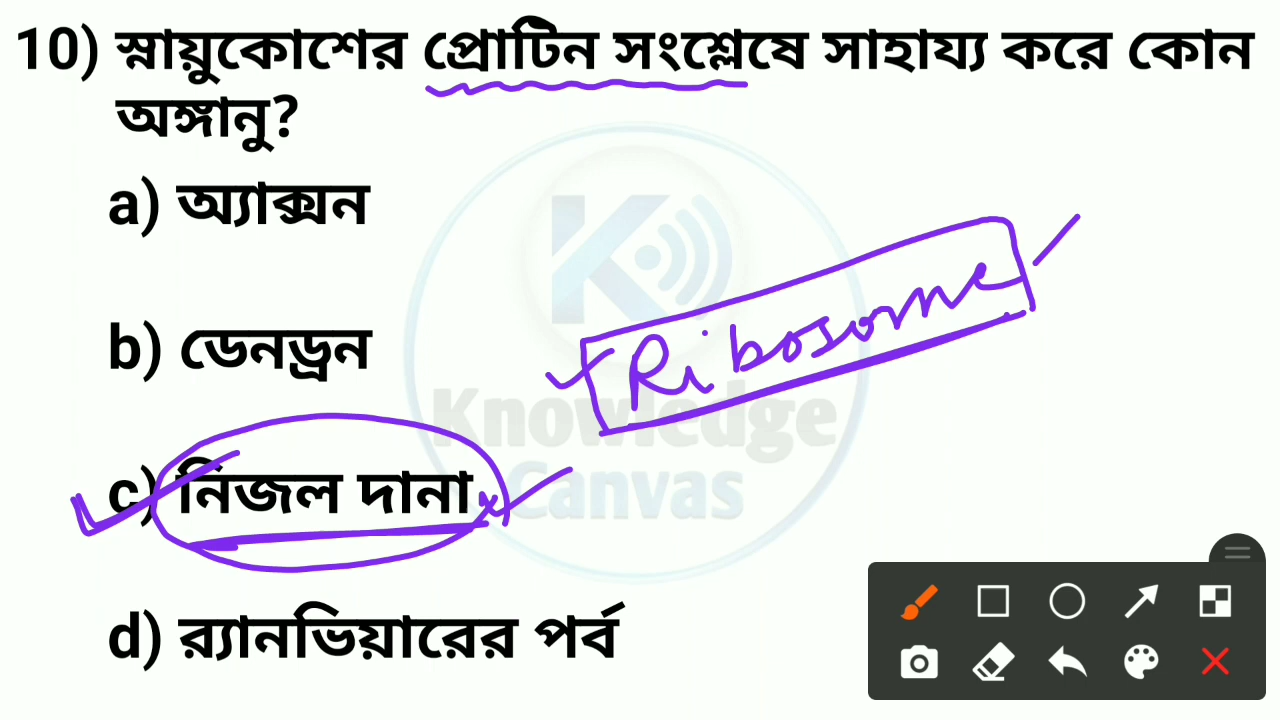 10) স্নায়ুকোশের প্রোটিন সংশ্লেষে সাহায্য করে কোন
অঙ্গানু?
a) অ্যাক্সন
b) ডেনড্রন
Ribosome
Knowledge
Canvas
c) নিজল দানা
d) র‍্যানভিয়ারের পর্ব